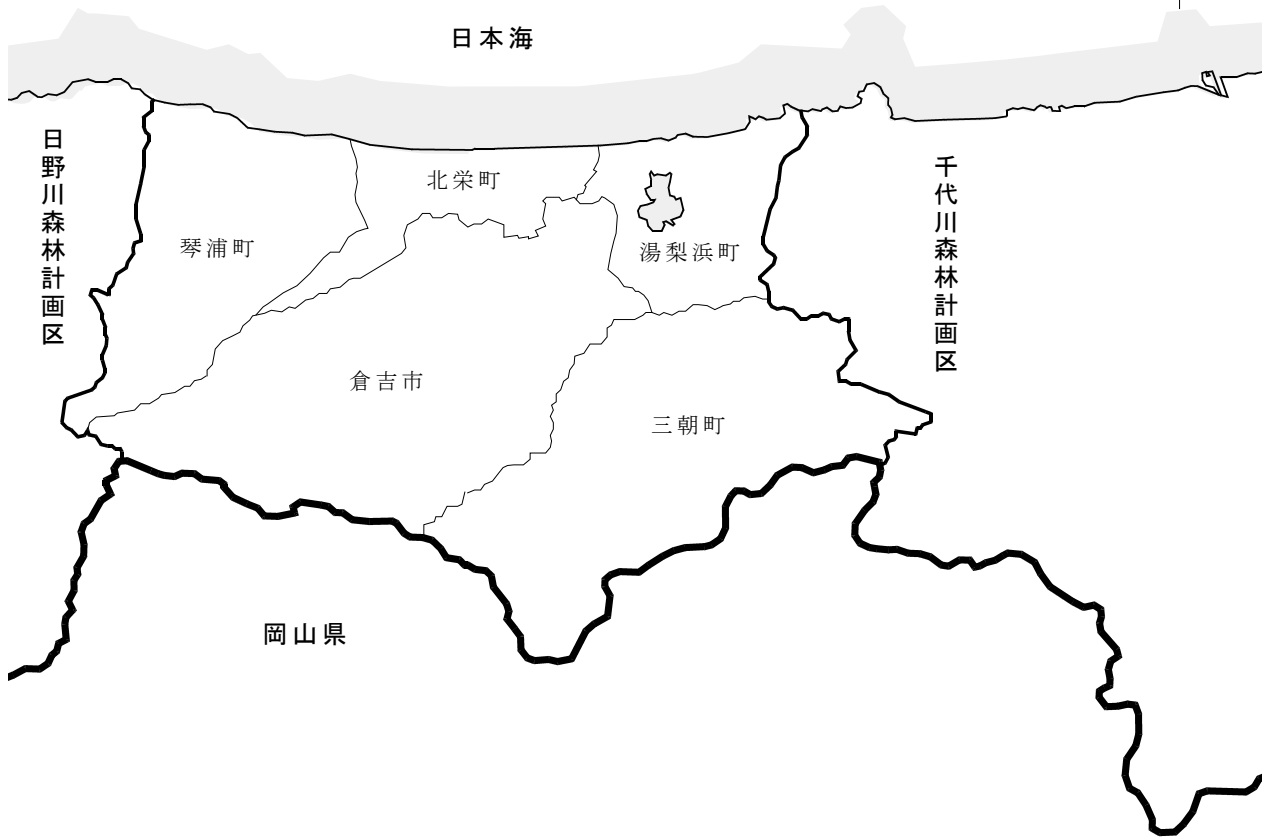 日本海
日野川森林計画区
千代川森林計画区
北栄町
琴浦町
湯梨浜町
倉吉市
三朝町
岡山県